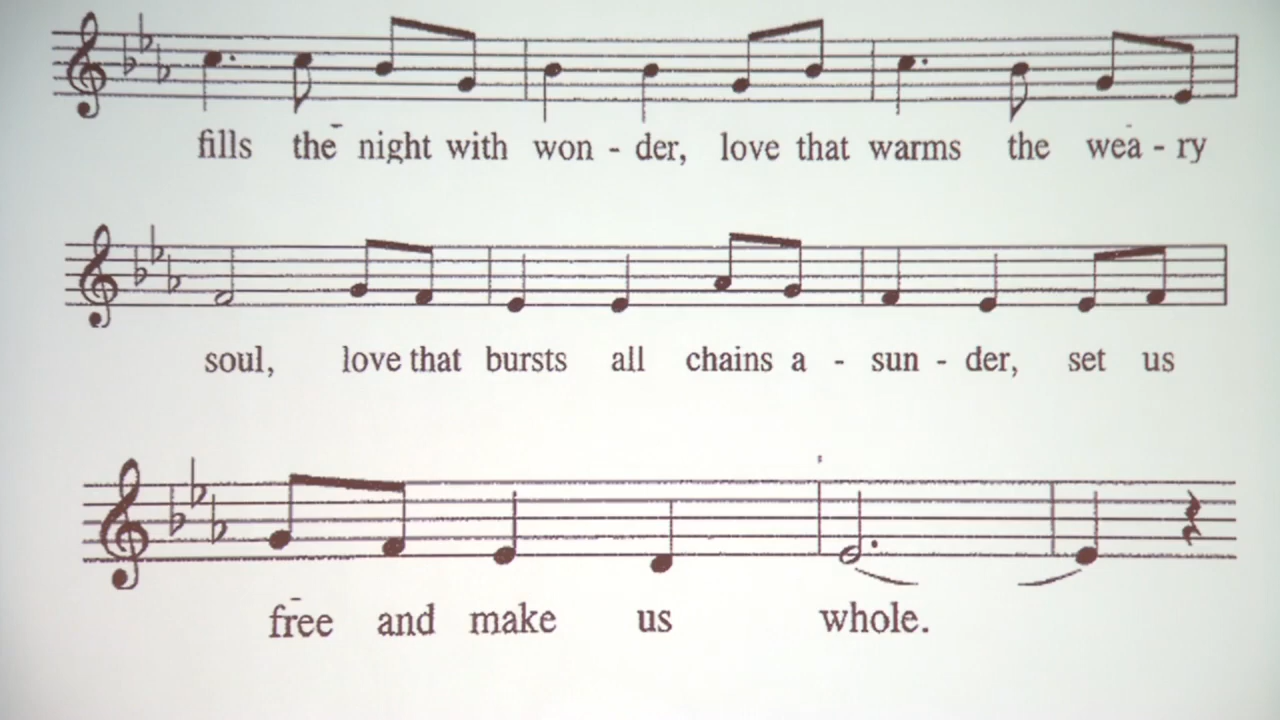 fills the night with won - der, love that warms the wea - ry
soul, love that bursts all chains a - sun - der, set us
free and make us whole.